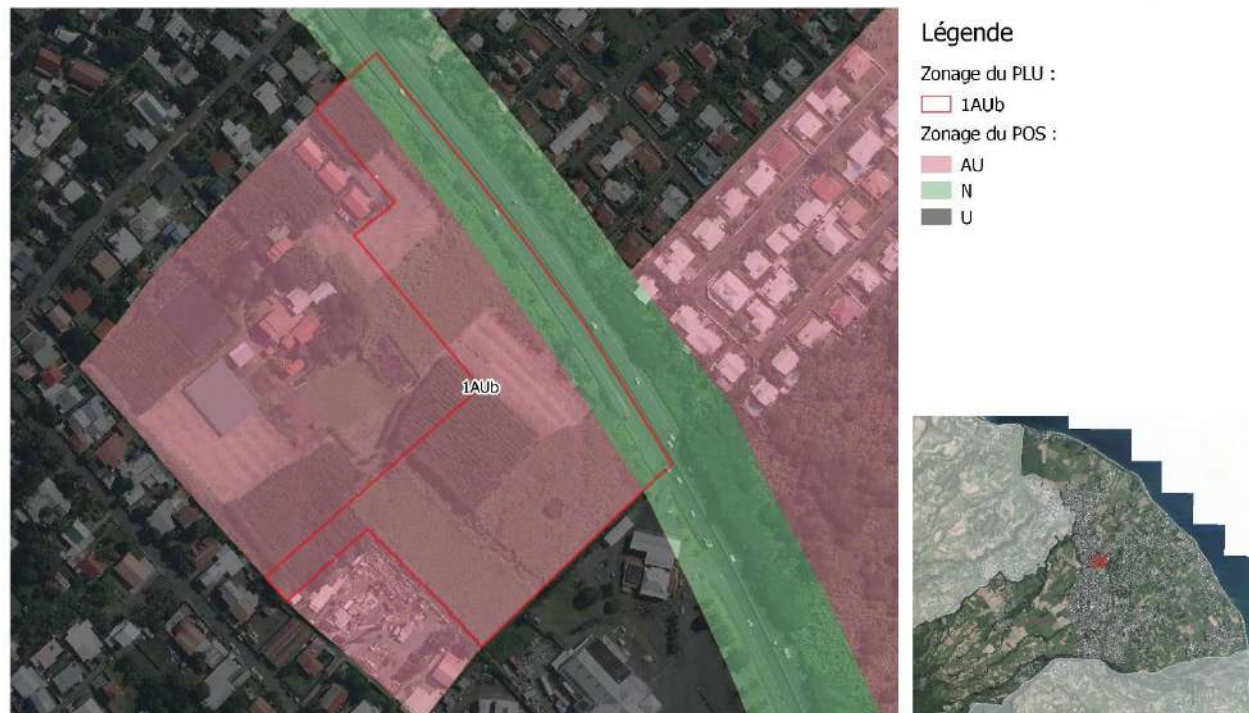 Légende
Zonage du PLU :
1AUb
Zonage du POS :
AU
N
U
1AUb